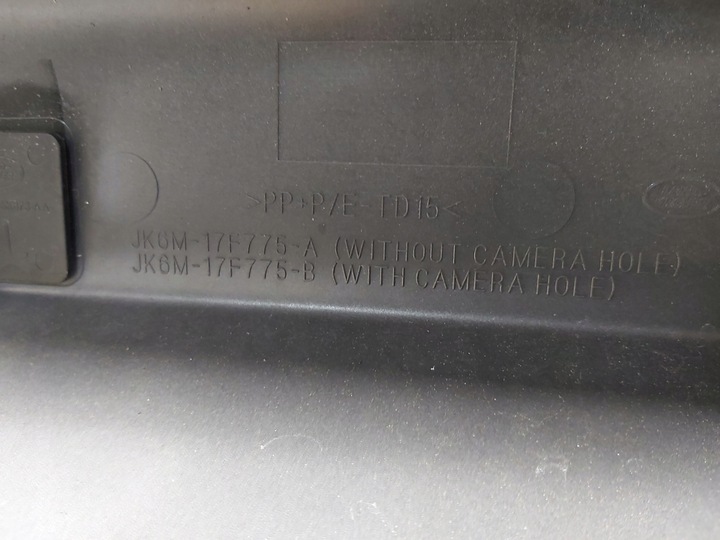 >PP+P/E-TD15<
JK6M-17F775-A (WITHOUT CAMERA HOLE)
JK6M-17F775-B (WITH CAMERA HOLE)